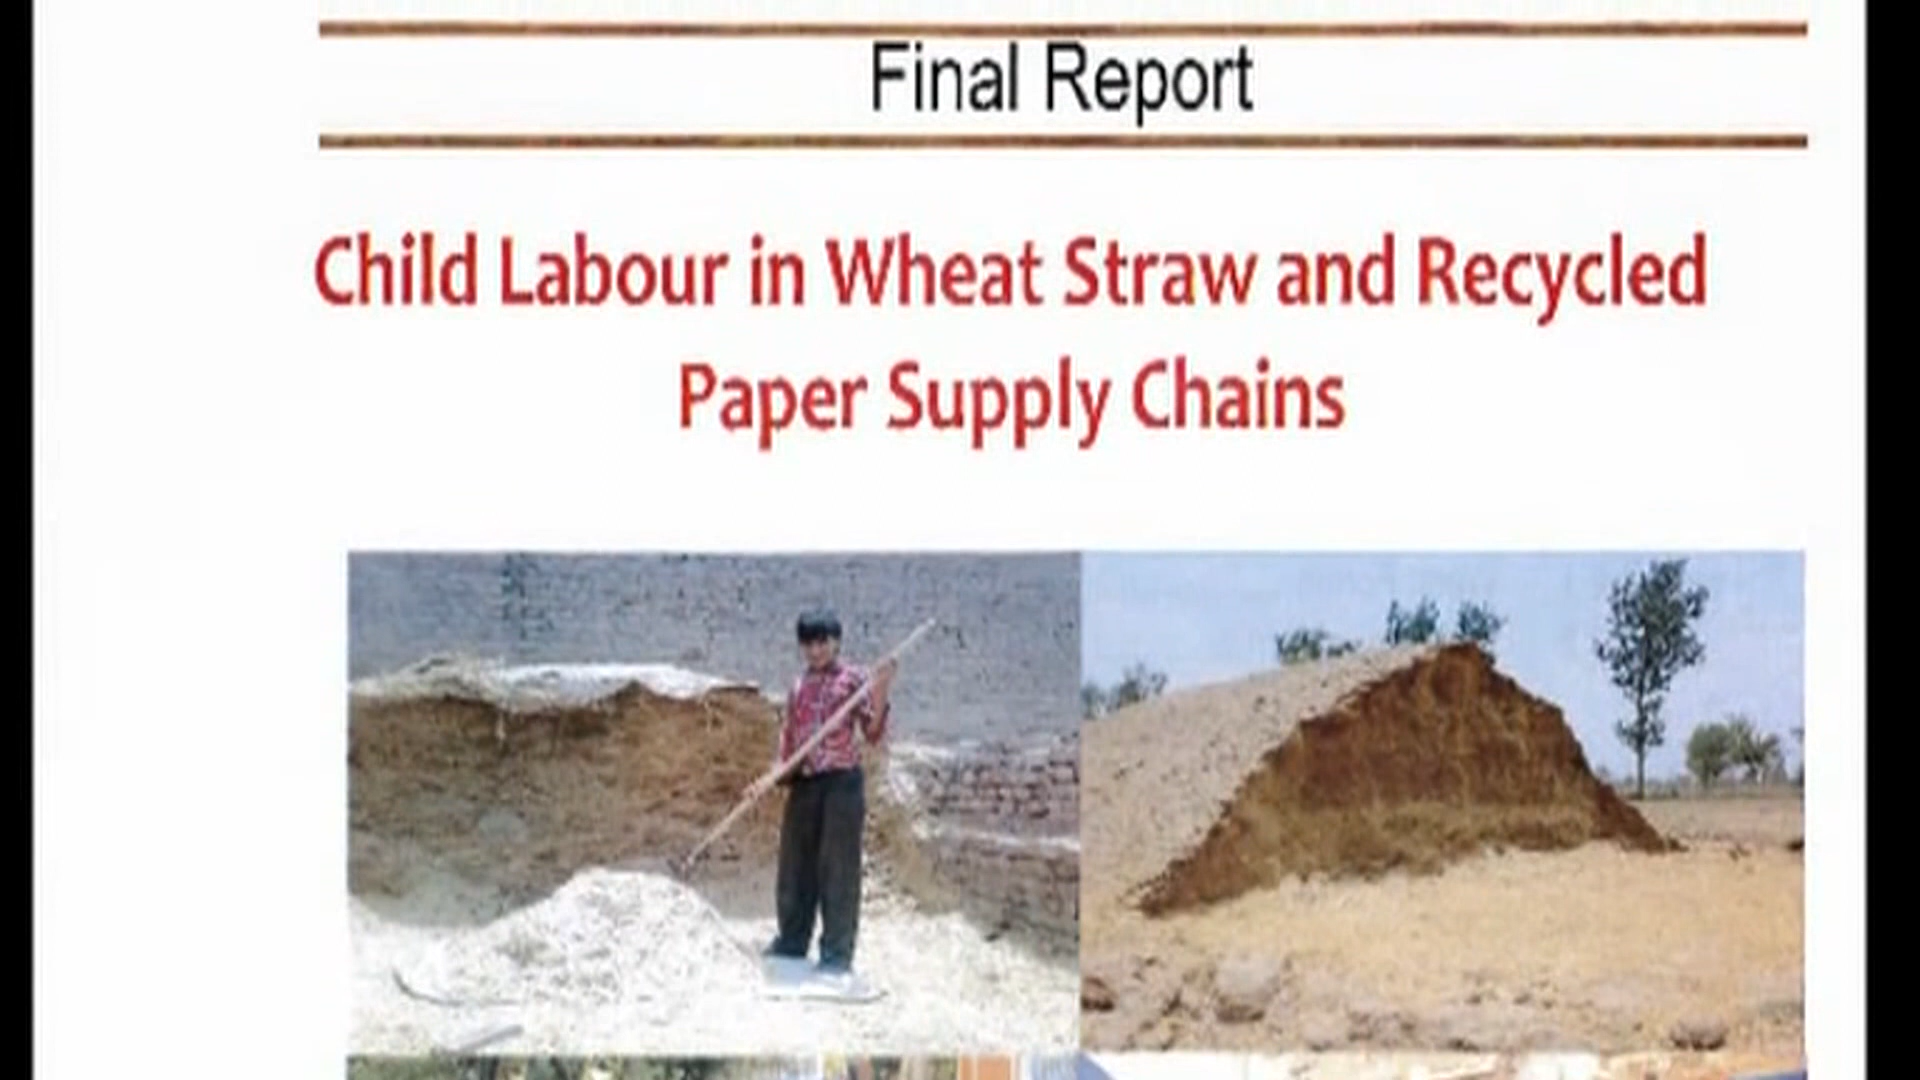 Final Report
Child Labour in Wheat Straw and Recycled
Paper Supply Chains